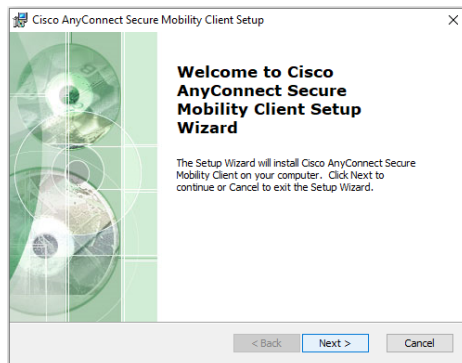 Cisco AnyConnect Secure Mobility Client Setup
Welcome to Cisco
AnyConnect Secure
Mobility Client Setup
Wizard
The Setup Wizard will install Cisco AnyConnect Secure
Mobility Client on your computer. Click Next to
continue or Cancel to exit the Setup Wizard.
< Back Next > Cancel